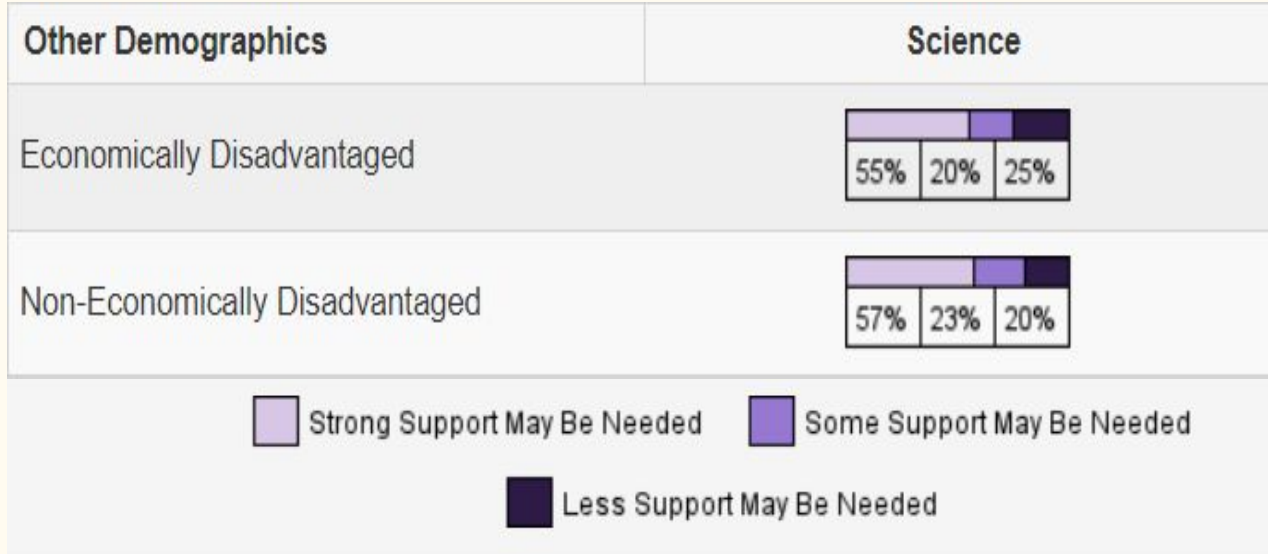 Other Demographics Science
Economically Disadvantaged
55% 20% 25%
Non-Economically Disadvantaged
57% 23% 20%
Strong Support May Be Needed Some Support May Be Needed
Less Support May Be Needed